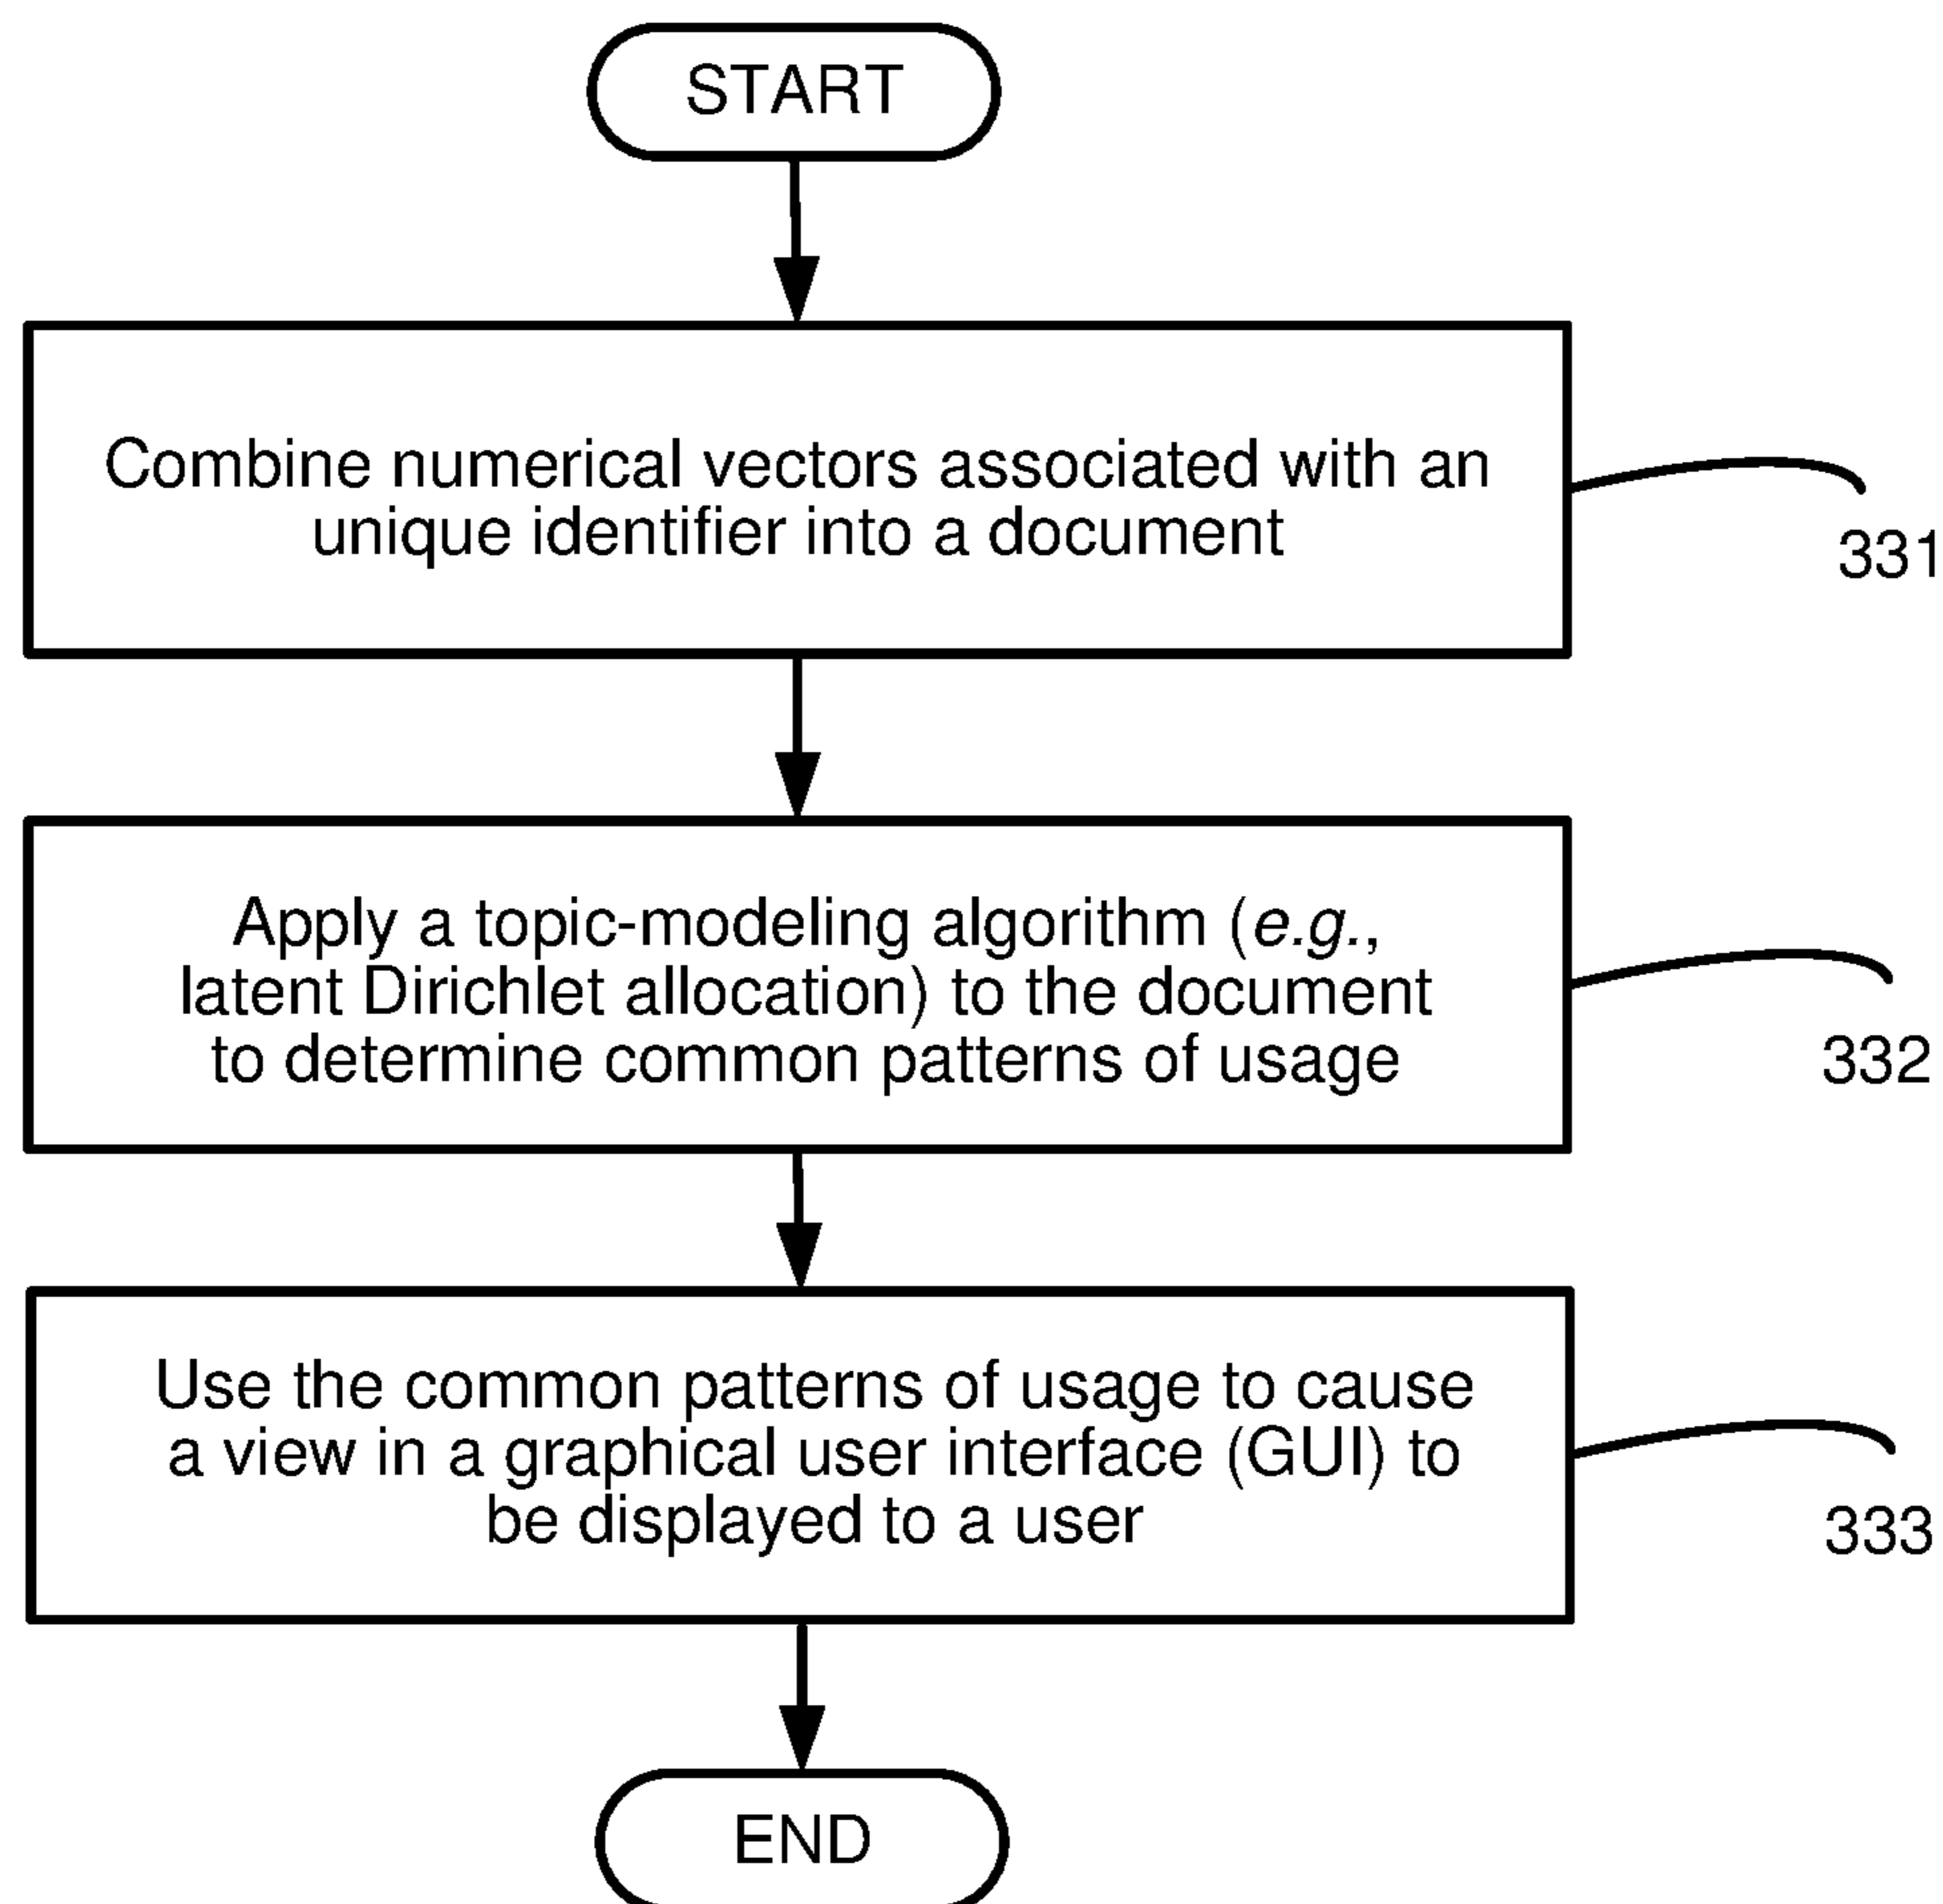 START
Combine numerical vectors associated with an
unique identifier into a document
331
Apply a topic-modeling algorithm (e.g.,
latent Dirichlet allocation) to the document
to determine common patterns of usage
332
Use the common patterns of usage to cause
a view in a graphical user interface (GUI) to
be displayed to a user
333
END